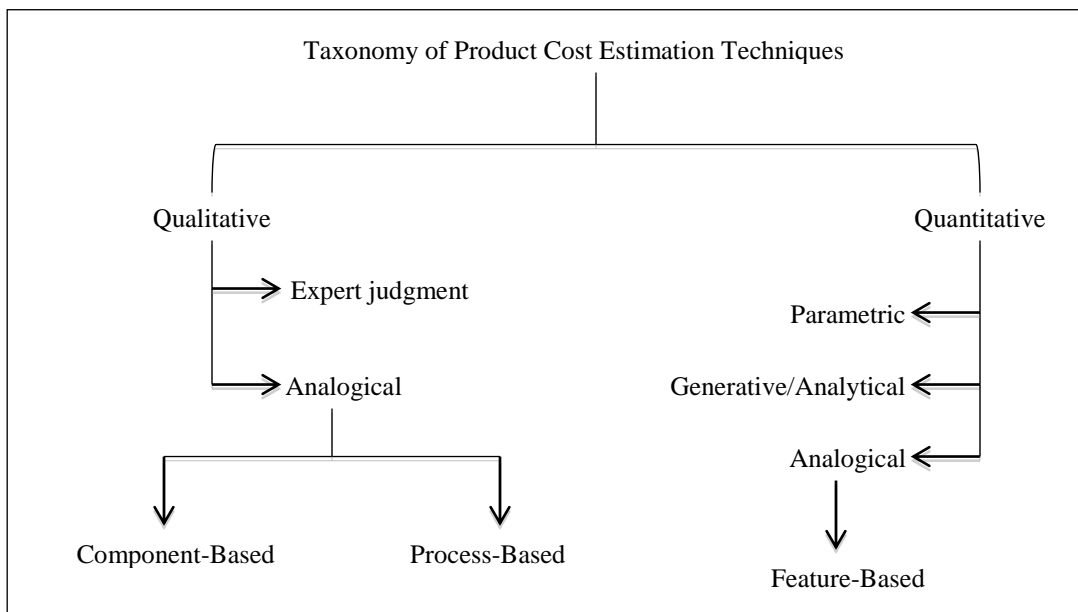 Taxonomy of Product Cost Estimation Techniques
Qualitative
Quantitative
Expert judgment
Parametric
Analogical
Generative/Analytical
Analogical
Component-Based
Process-Based
Feature-Based